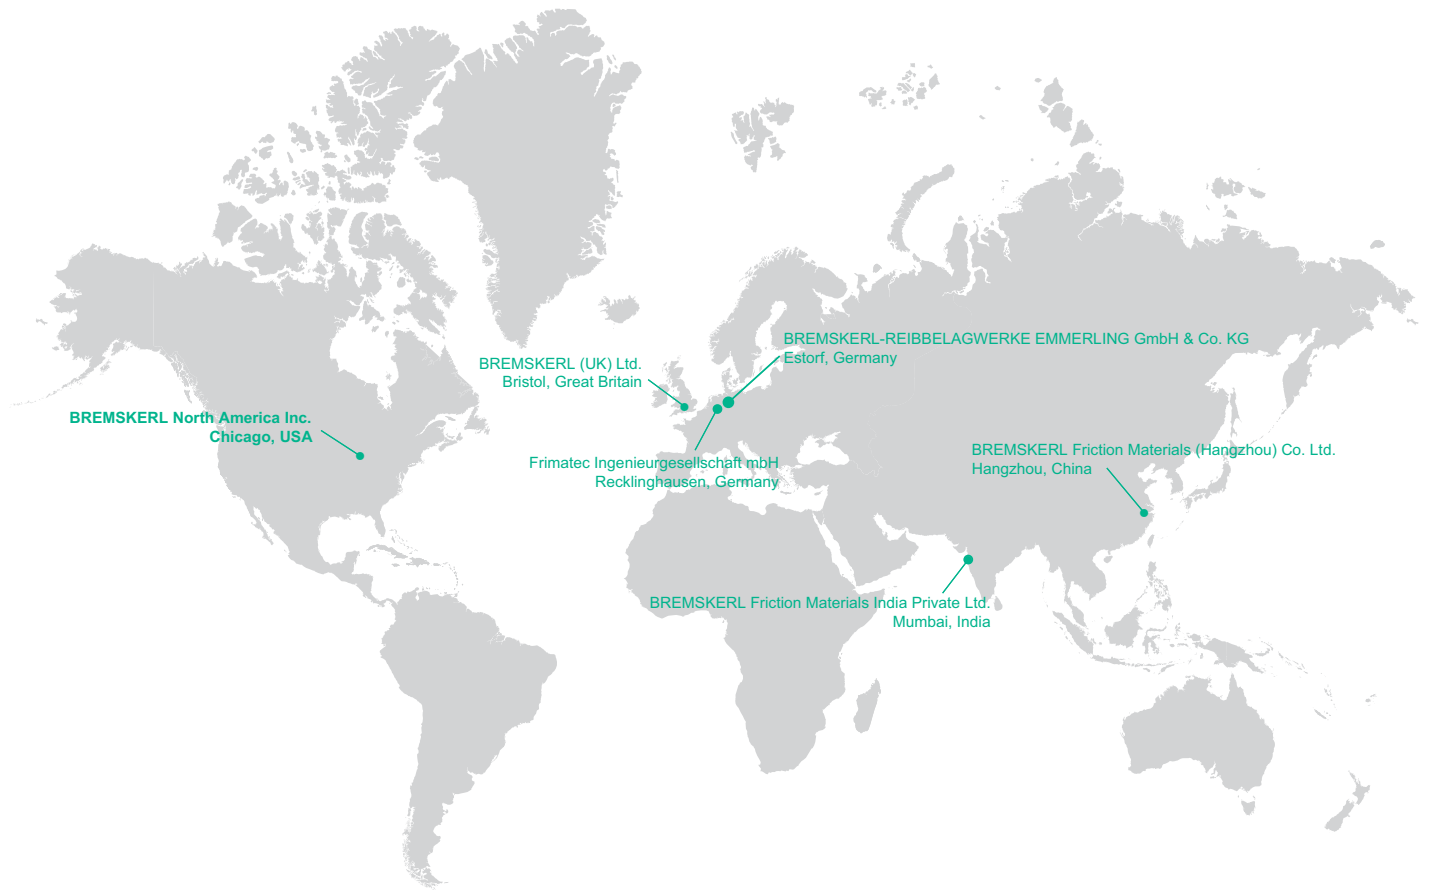 BREMSKERL-REIBBELAGWERKE EMMERLING GmbH & Co. KG
Estorf, Germany
BREMSKERL (UK) Ltd.
Bristol, Great Britain
BREMSKERL North America Inc.
Chicago, USA
Frimatec Ingenieurgesellschaft mbH
Recklinghausen, Germany
BREMSKERL Friction Materials (Hangzhou) Co. Ltd.
Hangzhou, China
BREMSKERL Friction Materials India Private Ltd.
Mumbai, India